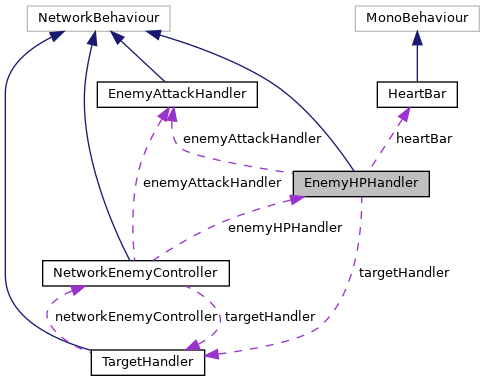 NetworkBehaviour
MonoBehaviour
EnemyAttackHandler
HeartBar
enemyAttackHandler
heartBar
enemyAttackHandler
EnemyHPHandler
enemyHPHandler
NetworkEnemyController
targetHandler
networkEnemyController
targetHandler
TargetHandler